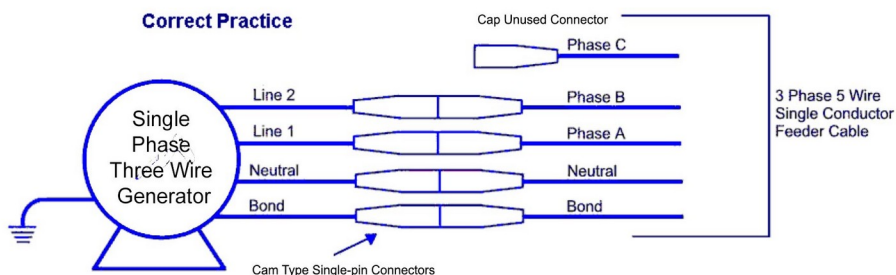 Correct Practice
Cap Unused Connector
Phase C
Line 2
Phase B
Line 1
Phase A
Neutral
Neutral
Bond
Bond
Single
Phase
Three Wire
Generator
3 Phase 5 Wire
Single Conductor
Feeder Cable
Cam Type Single-pin Connectors